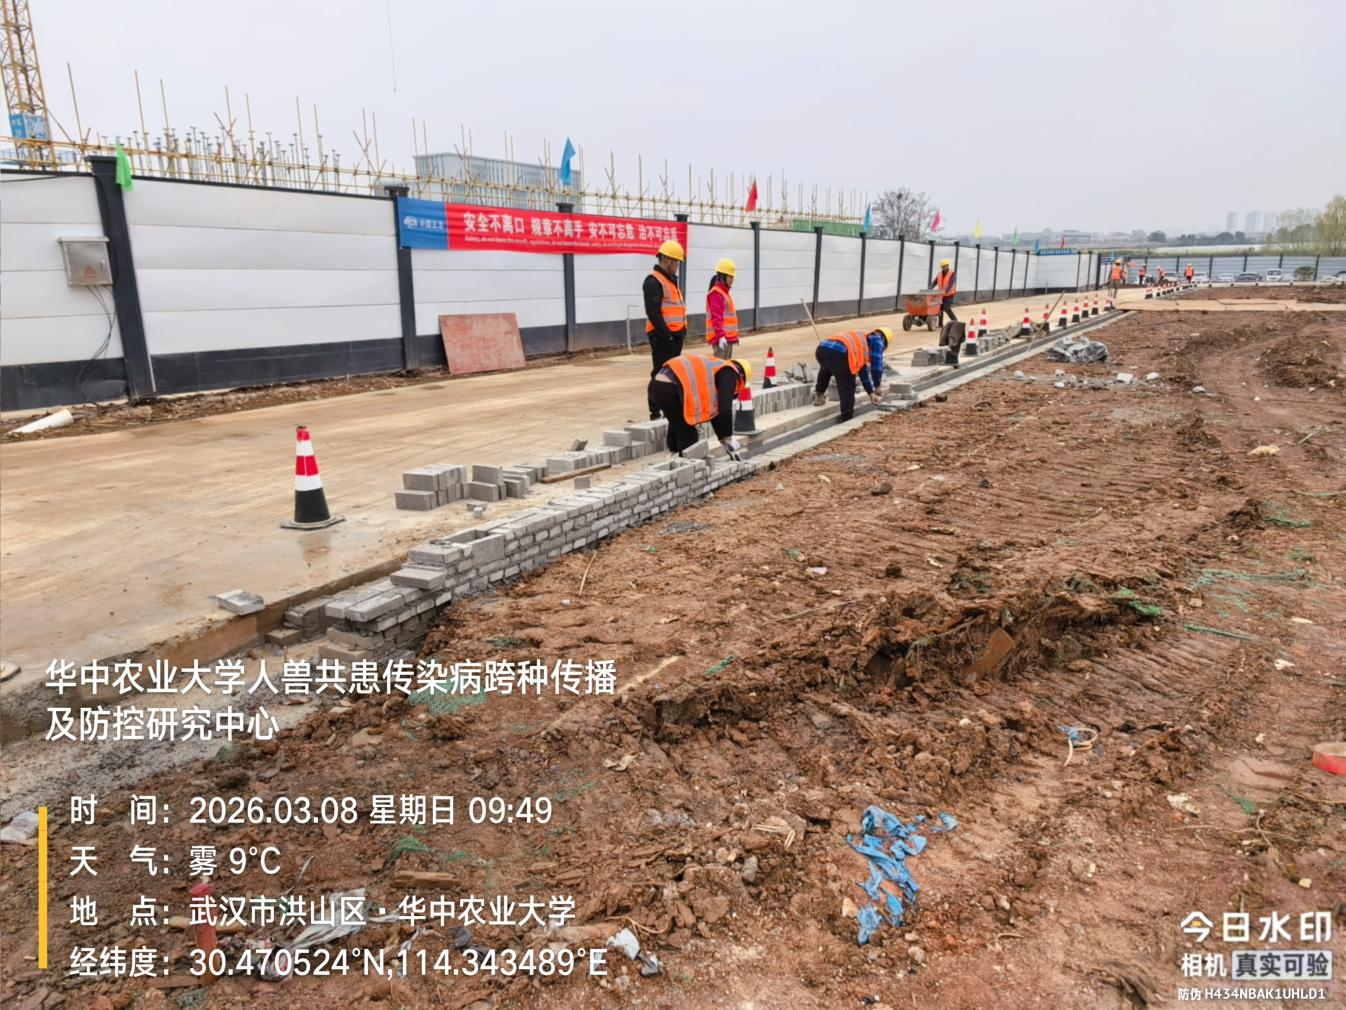 安全不离口 规章不离手 安不可忘危 治不可忘乱
华中农业大学人兽共患传染病跨种传播
及防控研究中心
时 间：2026.03.08 星期日 09:49
天 气：雾 9°C
地 点：武汉市洪山区·华中农业大学
经纬度：30.470524°N,114.343489°E
今日水印
相机 真实可验
防伪 H434NBAK1UHLD1